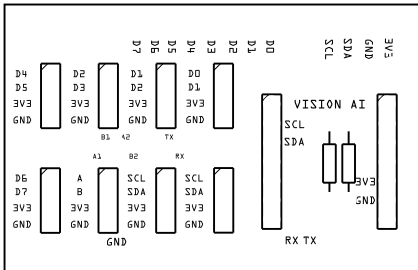 D7 D6 D5 D4 D3 D2 D1 D0 SCL SDA GND 3V3
D4 D2 D1 D0
D5 D3 D2 D1
3V3 3V3 3V3 3V3
GND GND GND GND
VISION AI
SCL
SDA
B1 A2 TX
A1 B2 RX
D6 A SCL SCL
D7 B SDA SDA
3V3 3V3 3V3 3V3
GND GND GND GND
3V3
GND
GND
RX TX